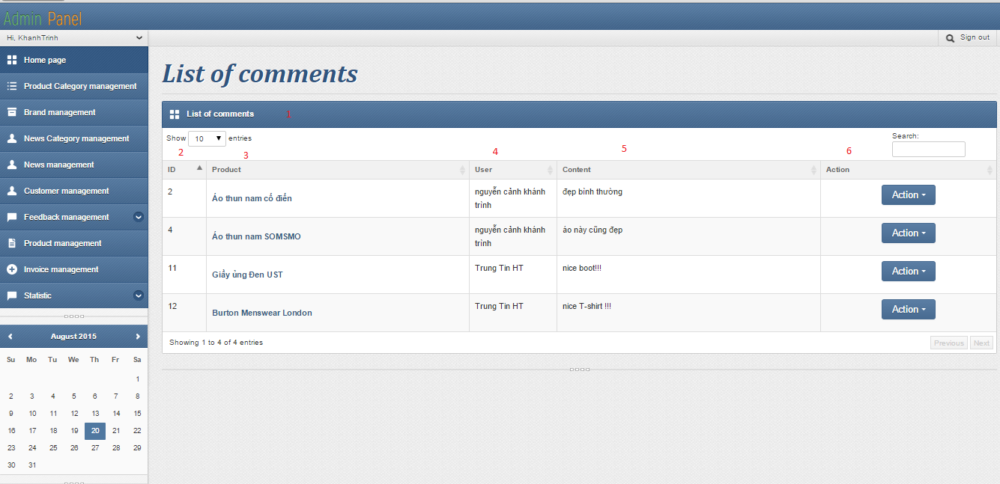 Admin Panel
Hi, KhanhTrinh
Sign out
Home page
Product Category management
Brand management
News Category management
News management
Customer management
Feedback management
Product management
Invoice management
Statistic
August 2015
Su Mo Tu We Th Fr Sa
1
2 3 4 5 6 7 8
9 10 11 12 13 14 15
16 17 18 19 20 21 22
23 24 25 26 27 28 29
30 31
List of comments
List of comments 1
Show 10 entries
Search:
2 3 4 5 6
ID Product User Content Action
2 Áo thun nam cổ điển nguyễn cảnh khánh đẹp bình thường Action
trình
4 Áo thun nam SOMSMO nguyễn cảnh khánh áo này cũng đẹp Action
trình
11 Giầy ủng Đen UST Trung Tin HT nice boot!!! Action
12 Burton Menswear London Trung Tin HT nice T-shirt !!! Action
Showing 1 to 4 of 4 entries
Previous Next